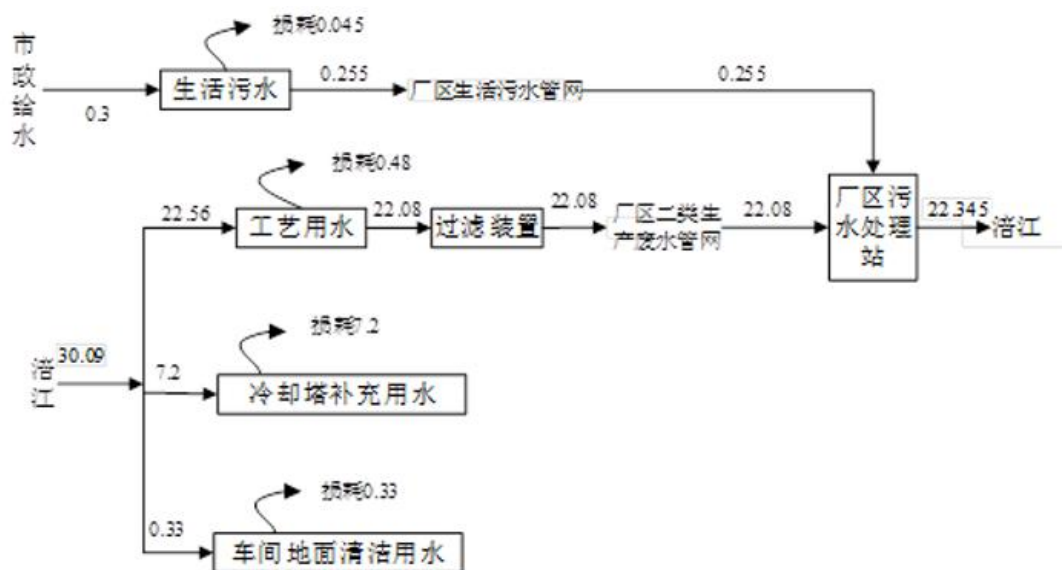 损耗0.045
市政给水
0.3
生活污水
0.255
厂区生活污水管网
0.255
损耗0.48
22.56
工艺用水
22.08
过滤装置
22.08
厂区二类生
产废水管网
22.08
厂区污
水处理
站
22.345
涪江
损耗7.2
涪江
30.09
7.2
冷却塔补充用水
损耗0.33
0.33
车间地面清洁用水